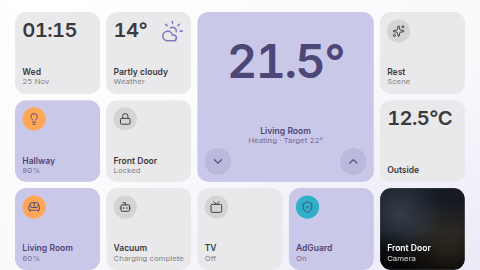 01:15
Wed
25 Nov
14°
Partly cloudy
Weather
21.5°
Living Room
Heating · Target 22°
Rest
Scene
Hallway
80%
Front Door
Locked
12.5°C
Outside
Living Room
60%
Vacuum
Charging complete
TV
Off
AdGuard
On
Front Door
Camera